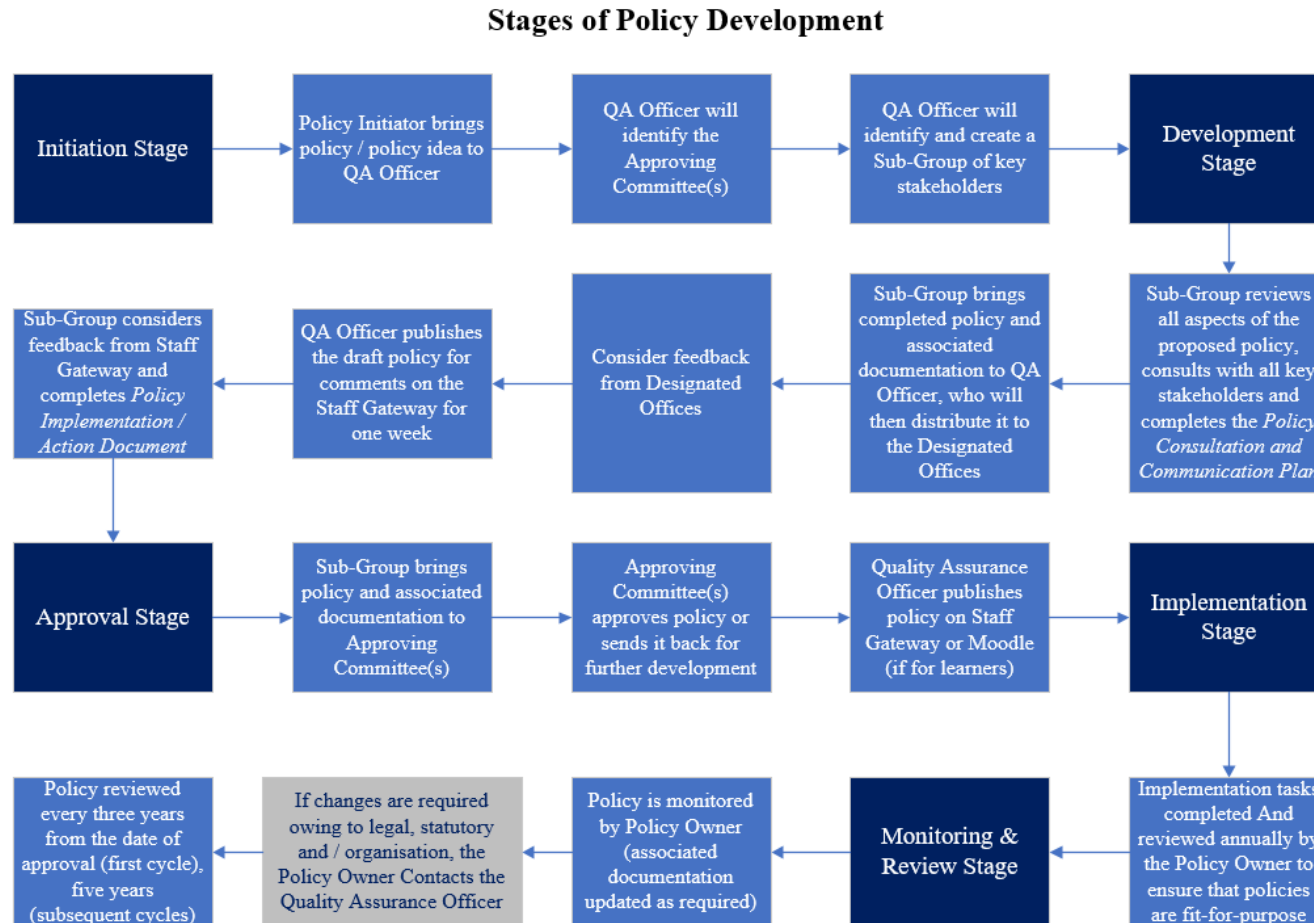 Stages of Policy Development
Initiation Stage
Policy Initiator brings
policy / policy idea to
QA Officer
QA Officer will
identify the
Approving
Committee(s)
QA Officer will
identify and create a
Sub-Group of key
stakeholders
Development
Stage
Sub-Group reviews
all aspects of the
proposed policy,
consults with all key
stakeholders and
completes the Policy
Consultation and
Communication Plan
Sub-Group brings
completed policy and
associated
documentation to QA
Officer, who will
then distribute it to
the Designated
Offices
Consider feedback
from Designated
Offices
QA Officer publishes
the draft policy for
comments on the
Staff Gateway for
one week
Sub-Group considers
feedback from Staff
Gateway and
completes Policy
Implementation /
Action Document
Approval Stage
Sub-Group brings
policy and associated
documentation to
Approving
Committee(s)
Approving
Committee(s)
approves policy or
sends it back for
further development
Quality Assurance
Officer publishes
policy on Staff
Gateway or Moodle
(if for learners)
Implementation
Stage
Implementation tasks
completed And
reviewed annually by
the Policy Owner to
ensure that policies
are fit-for-purpose
Monitoring &
Review Stage
Policy is monitored
by Policy Owner
(associated
documentation
updated as required)
If changes are required
owing to legal, statutory
and / organisation, the
Policy Owner Contacts the
Quality Assurance Officer
Policy reviewed
every three years
from the date of
approval (first cycle),
five years
(subsequent cycles)